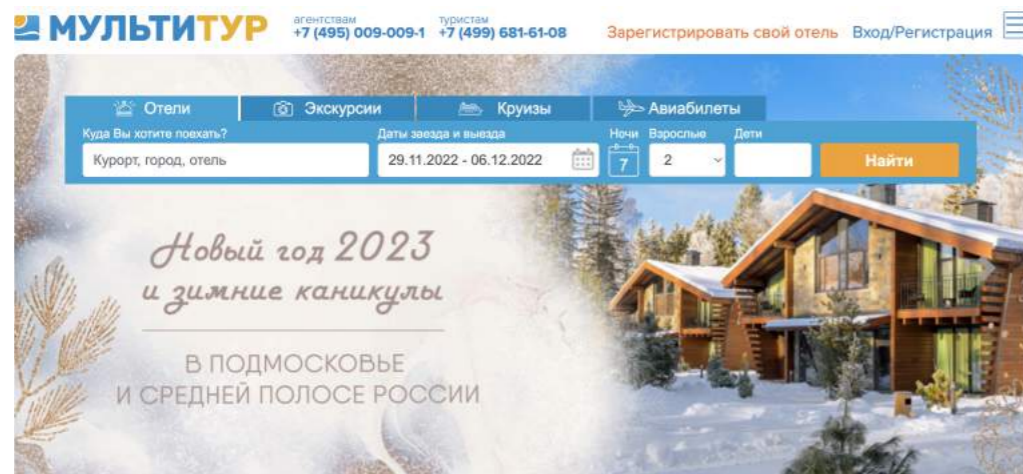 МУЛЬТИТУР
агентствам туристам
+7 (495) 009-009-1 +7 (499) 681-61-08 Зарегистрировать свой отель Вход/Регистрация
Отели Экскурсии Круизы Авиабилеты
Куда Вы хотите поехать? Даты заезда и выезда Ночи Взрослые Дети
Курорт, город, отель 29.11.2022 - 06.12.2022 7 2 Найти
Новый год 2023
и зимние каникулы
В ПОДМОСКОВЬЕ
И СРЕДНЕЙ ПОЛОСЕ РОССИИ